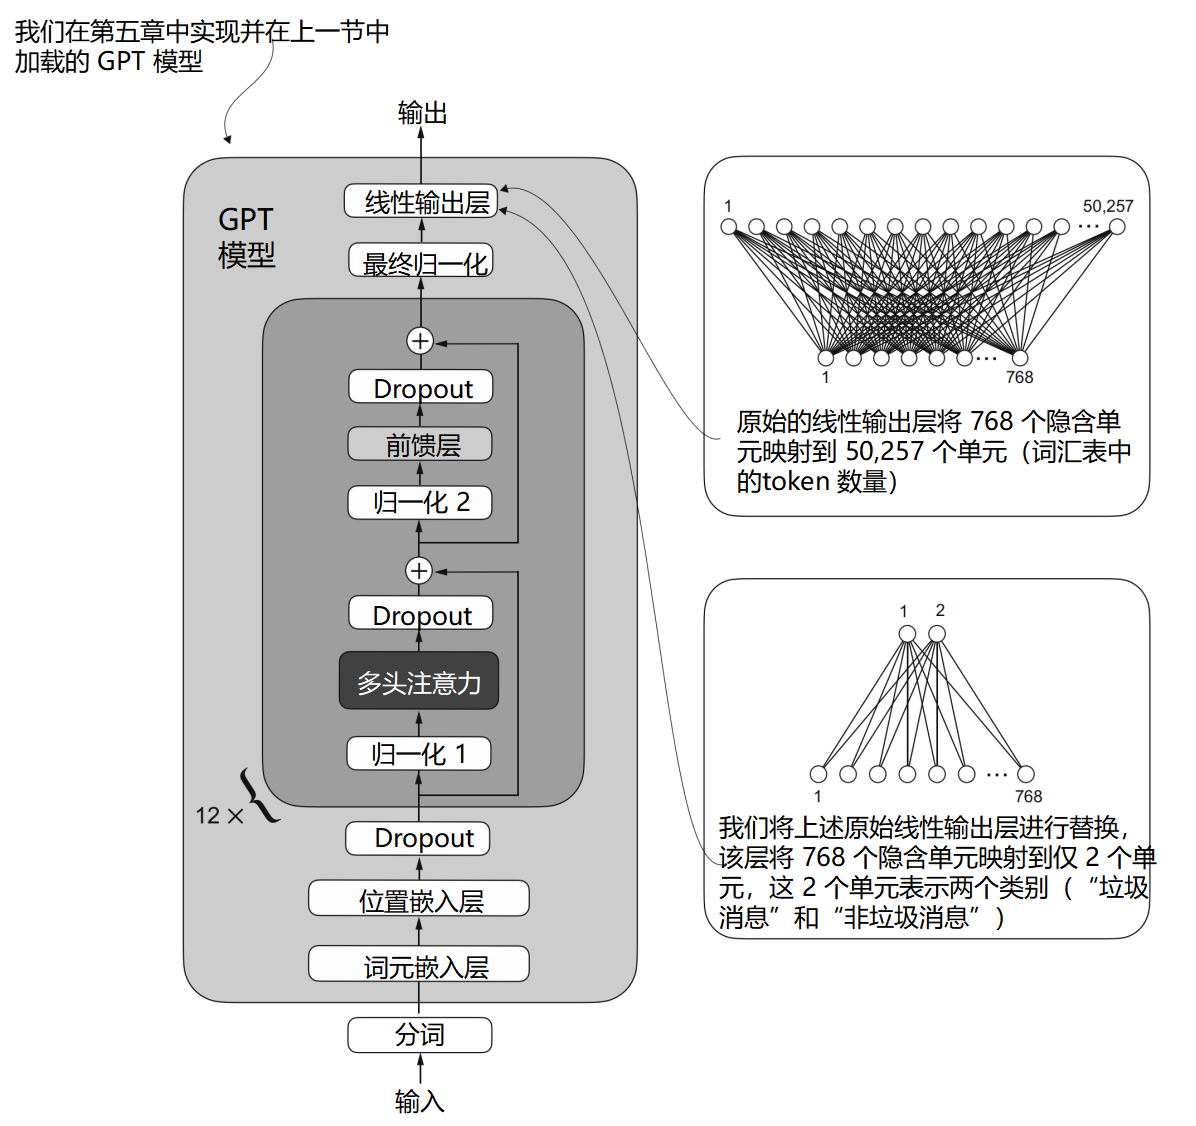 我们在第五章中实现并在上一节中
加载的 GPT 模型
输出
GPT
模型
线性输出层
最终归一化
+
Dropout
前馈层
归一化 2
+
Dropout
多头注意力
归一化 1
12 ×
Dropout
位置嵌入层
词元嵌入层
分词
输入
1
50,257
...
...
1
768
原始的线性输出层将 768 个隐含单
元映射到 50,257 个单元（词汇表中
的token 数量）
1 2
...
1
768
我们将上述原始线性输出层进行替换，
该层将 768 个隐含单元映射到仅 2 个单
元，这 2 个单元表示两个类别（“垃圾
消息”和“非垃圾消息”）